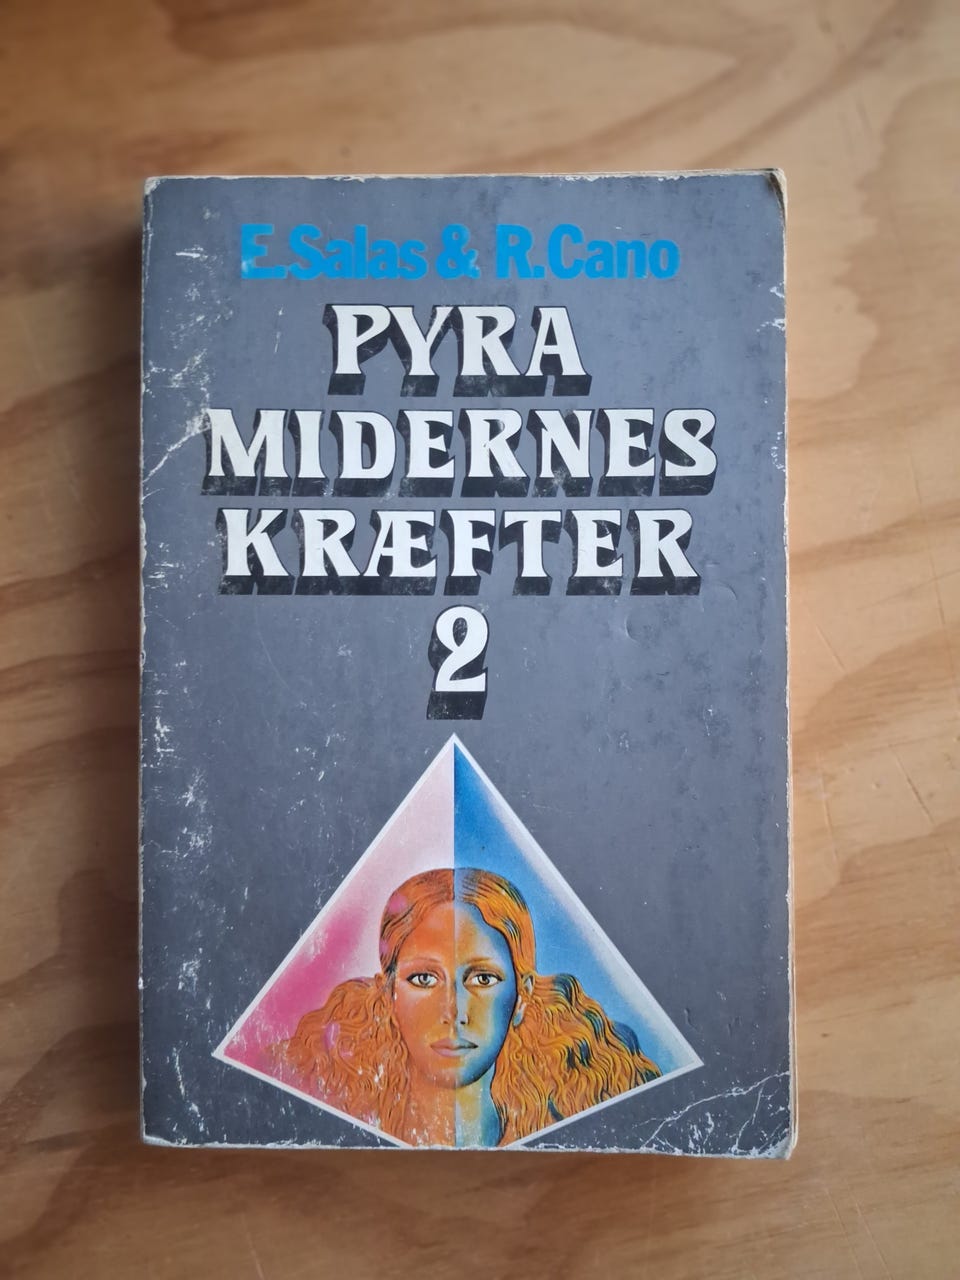 E.Salas & R.Cano
PYRA
MIDERNES
KRÆFTER
2